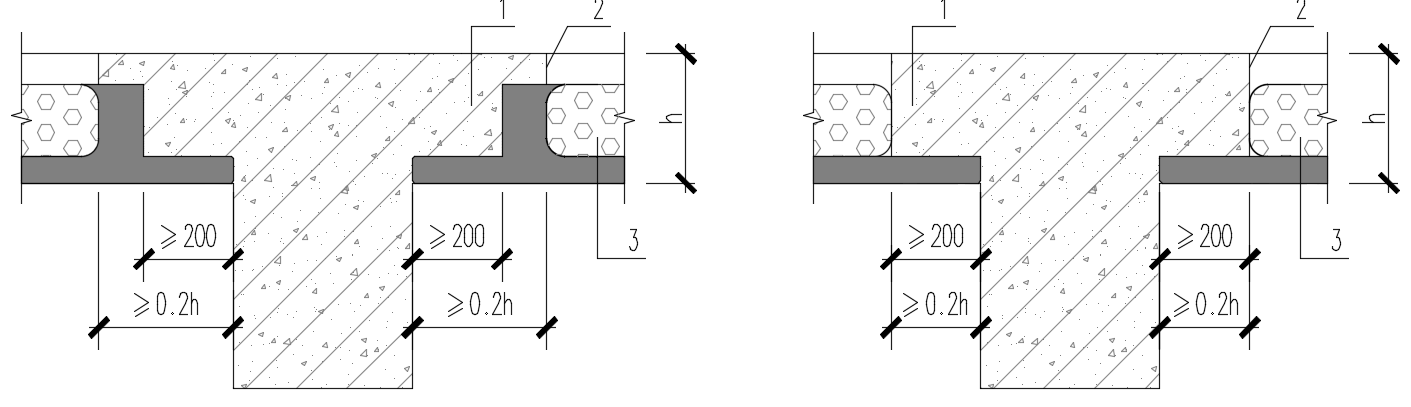 1 2 1 2
h h
≥200 ≥200 3 ≥200 ≥200 3
≥0.2h ≥0.2h ≥0.2h ≥0.2h